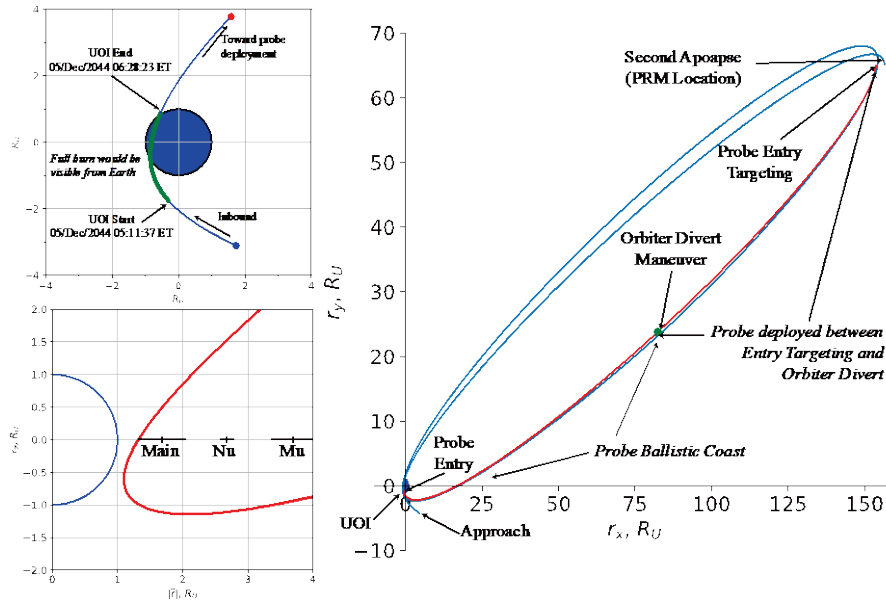 4
2
0
−2
−4
−4
−2
0
2
4
UOI End
05/Dec/2044 06:28:23 ET
Toward probe
deployment
Full burn would be
visible from Earth
UOI Start
05/Dec/2044 05:11:37 ET
Inbound
2.0
1.5
1.0
0.5
0.0
−0.5
−1.0
−1.5
−2.0
0
1
2
3
4
Main
Nu
Mu
|r⃗|, R_U
r_y, R_U
70
60
50
40
30
20
10
0
−10
0
25
50
75
100
125
150
r_x, R_U
Second Apoapse
(PRM Location)
Probe Entry
Targeting
Orbiter Divert
Maneuver
Probe deployed between
Entry Targeting and
Orbiter Divert
Probe Ballistic Coast
Probe
Entry
UOI
Approach